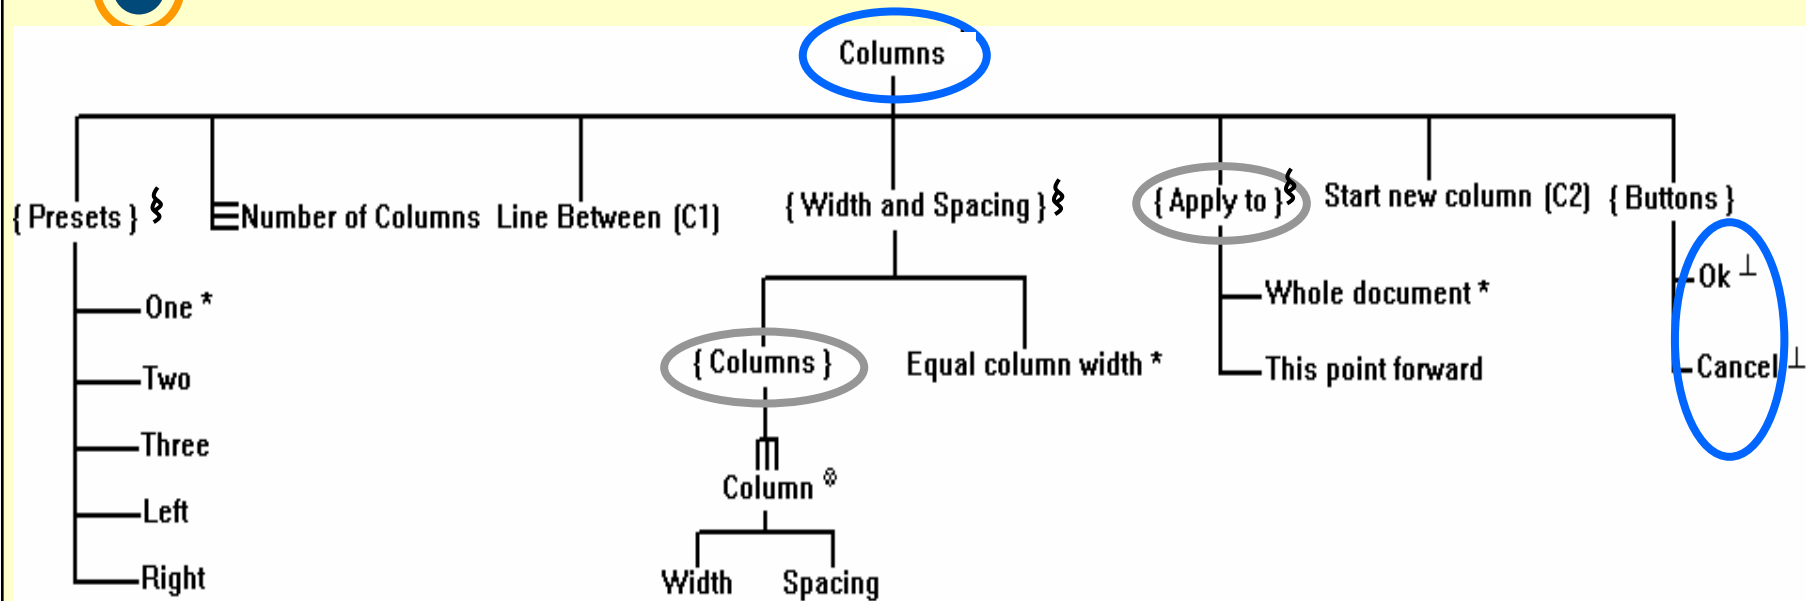 Columns
{ Presets }
Number of Columns
Line Between (C1)
{ Width and Spacing }
{ Apply to }
Start new column (C2)
{ Buttons }
One *
Two
Three
Left
Right
{ Columns }
Equal column width *
Column ⊗
Width
Spacing
Whole document *
This point forward
Ok ⊥
Cancel ⊥